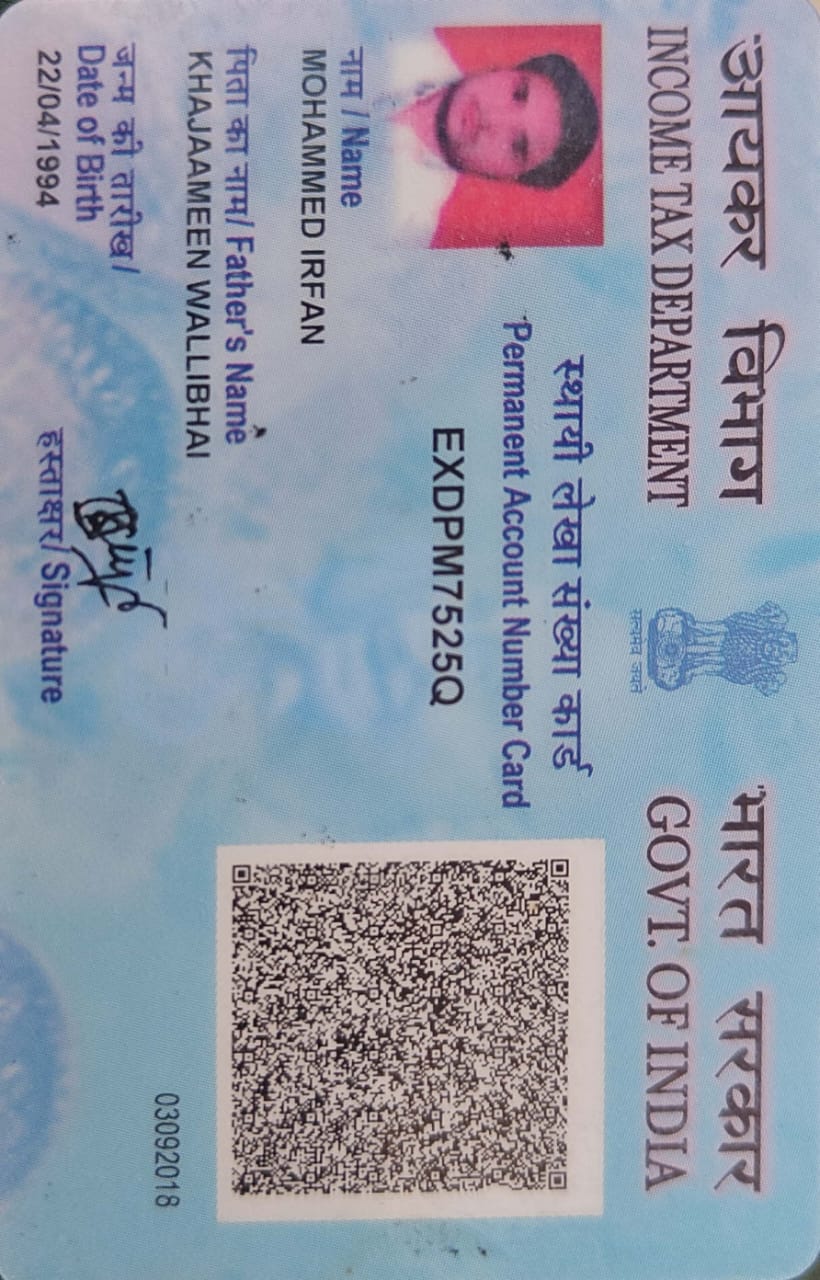 आयकर विभाग
INCOME TAX DEPARTMENT
सत्यमेव जयते
भारत सरकार
GOVT. OF INDIA
स्थायी लेखा संख्या कार्ड
Permanent Account Number Card
EXDPM7525Q
नाम / Name
MOHAMMED IRFAN
पिता का नाम/ Father's Name
KHAJAAMEEN WALLIBHAI
जन्म की तारीख/
Date of Birth
22/04/1994
हस्ताक्षर/ Signature
03092018